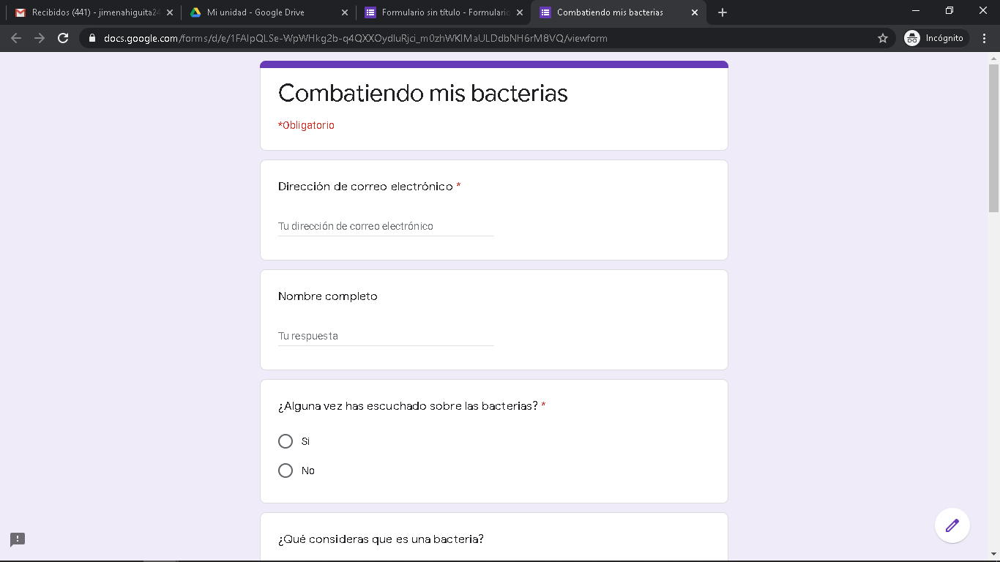 Recibidos (441) - jimenahiguita24
Mi unidad - Google Drive
Formulario sin título - Formulario
Combatiendo mis bacterias
docs.google.com/forms/d/e/1FAIpQLSe-WpWHkg2b-q4QXXOydluRjci_m0zhWKlMaULDdbNH6rM8VQ/viewform
Incógnito
Combatiendo mis bacterias
*Obligatorio
Dirección de correo electrónico *
Tu dirección de correo electrónico
Nombre completo
Tu respuesta
¿Alguna vez has escuchado sobre las bacterias? *
Si
No
¿Qué consideras que es una bacteria?